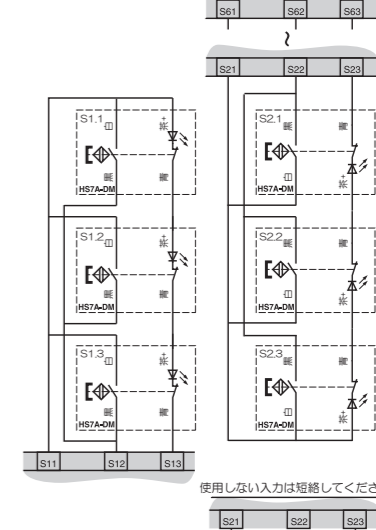 S61 S62 S63
S21 S22 S23
S1.1 白 茶+
黒 青
HS7A-DM
S1.2 白 茶+
黒 青
HS7A-DM
S1.3 白 茶+
黒 青
HS7A-DM
S11 S12 S13
S2.1 黒 青
白 茶+
HS7A-DM
S2.2 黒 青
白 茶+
HS7A-DM
S2.3 黒 青
白 茶+
HS7A-DM
使用しない入力は短絡してくださ
S21 S22 S23